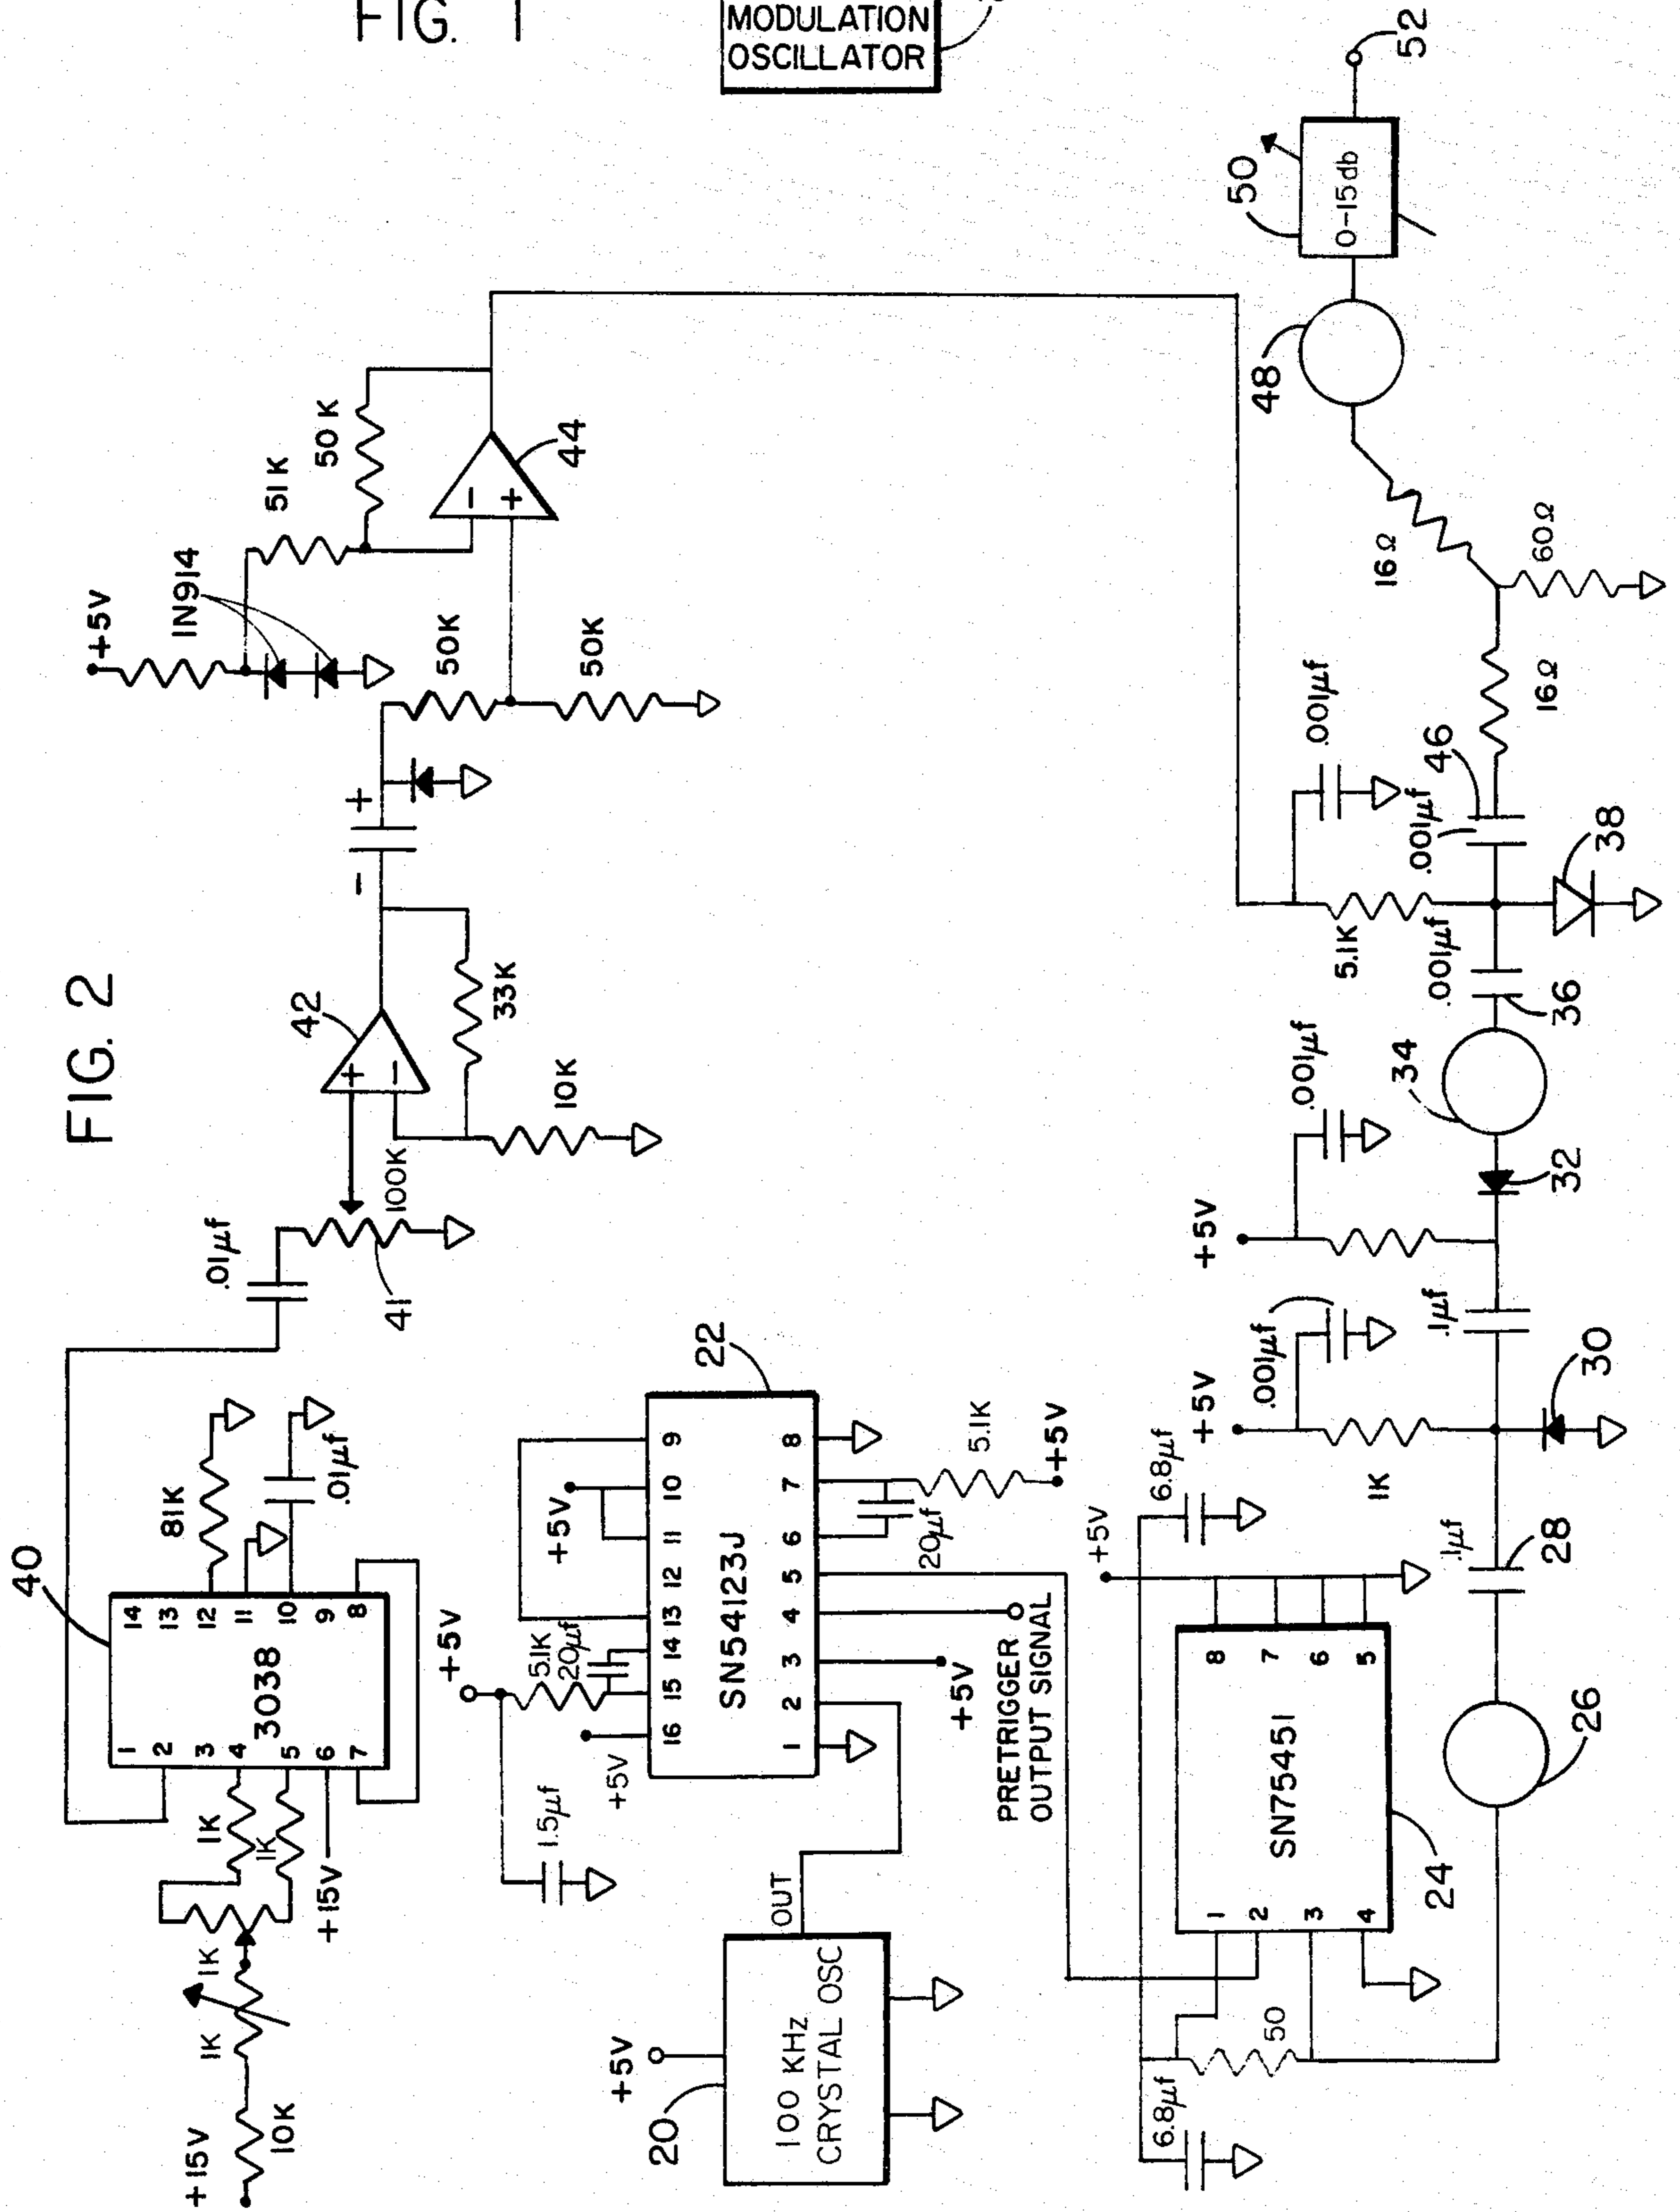 FIG. 1
MODULATION
OSCILLATOR
FIG. 2
+15V
10K
1K
1K
1K
1K
+15V
40
3038
1
2
3
4
5
6
7
14
13
12
11
10
9
8
81K
.01µf
.01µf
41
100K
42
+
-
33K
10K
-
+
50K
50K
+5V
1N914
51K
50K
44
-
+
+5V
20
100 KHz
CRYSTAL OSC
OUT
+5V
1.5µf
5.1K
20µf
+5V
22
SN54123J
16
15
14
13
12
11
10
9
1
2
3
4
5
6
7
8
+5V
+5V
PRETRIGGER
OUTPUT SIGNAL
20µf
5.1K
+5V
6.8µf
50
24
SN75451
1
2
3
4
8
7
6
5
+5V
6.8µf
26
.1µf
28
1K
+5V
.001µf
30
.1µf
+5V
.001µf
32
34
36
.001µf
5.1K
.001µf
38
.001µf
46
16Ω
60Ω
16Ω
48
50
0-15db
52